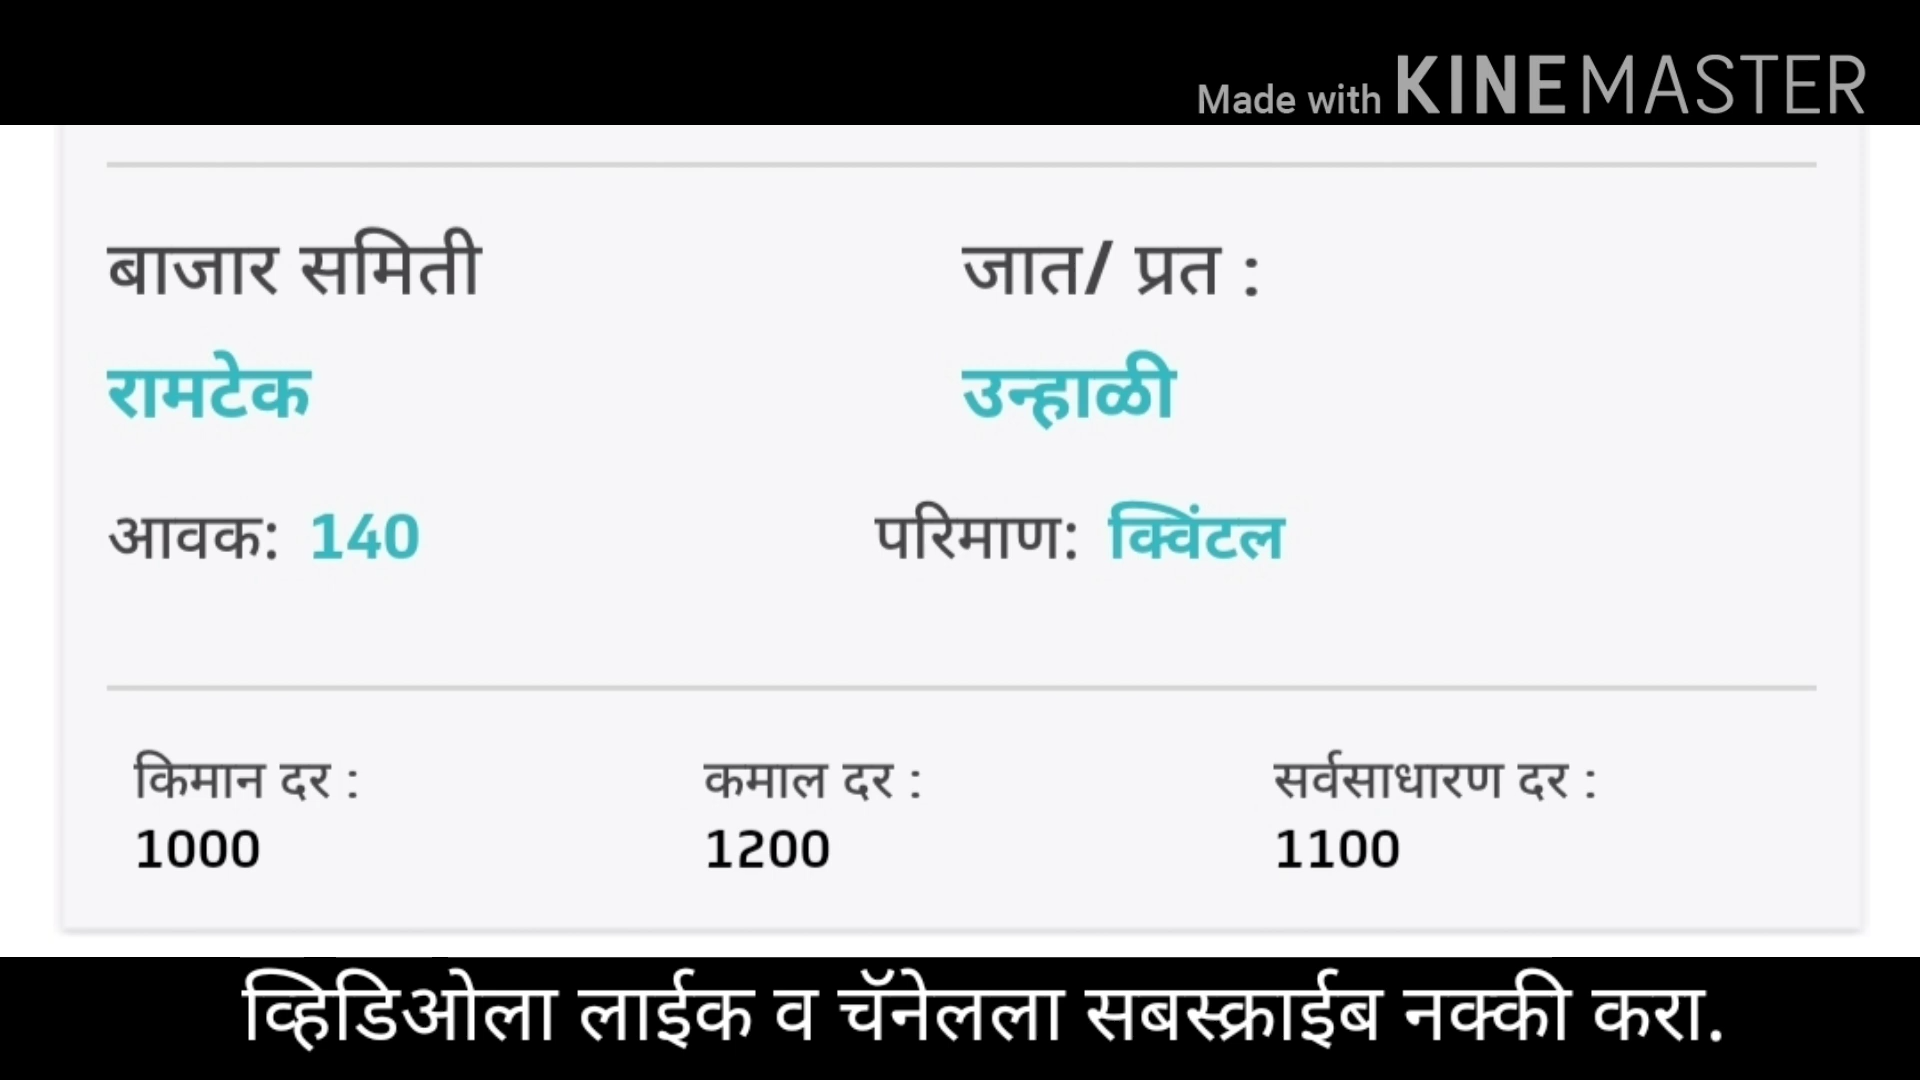 Made with KINEMASTER
बाजार समिती जात/ प्रत :
रामटेक उन्हाळी
आवक: 140 परिमाण: क्विंटल
किमान दर : कमाल दर : सर्वसाधारण दर :
1000 1200 1100
व्हिडिओला लाईक व चॅनेलला सबस्क्राईब नक्की करा.